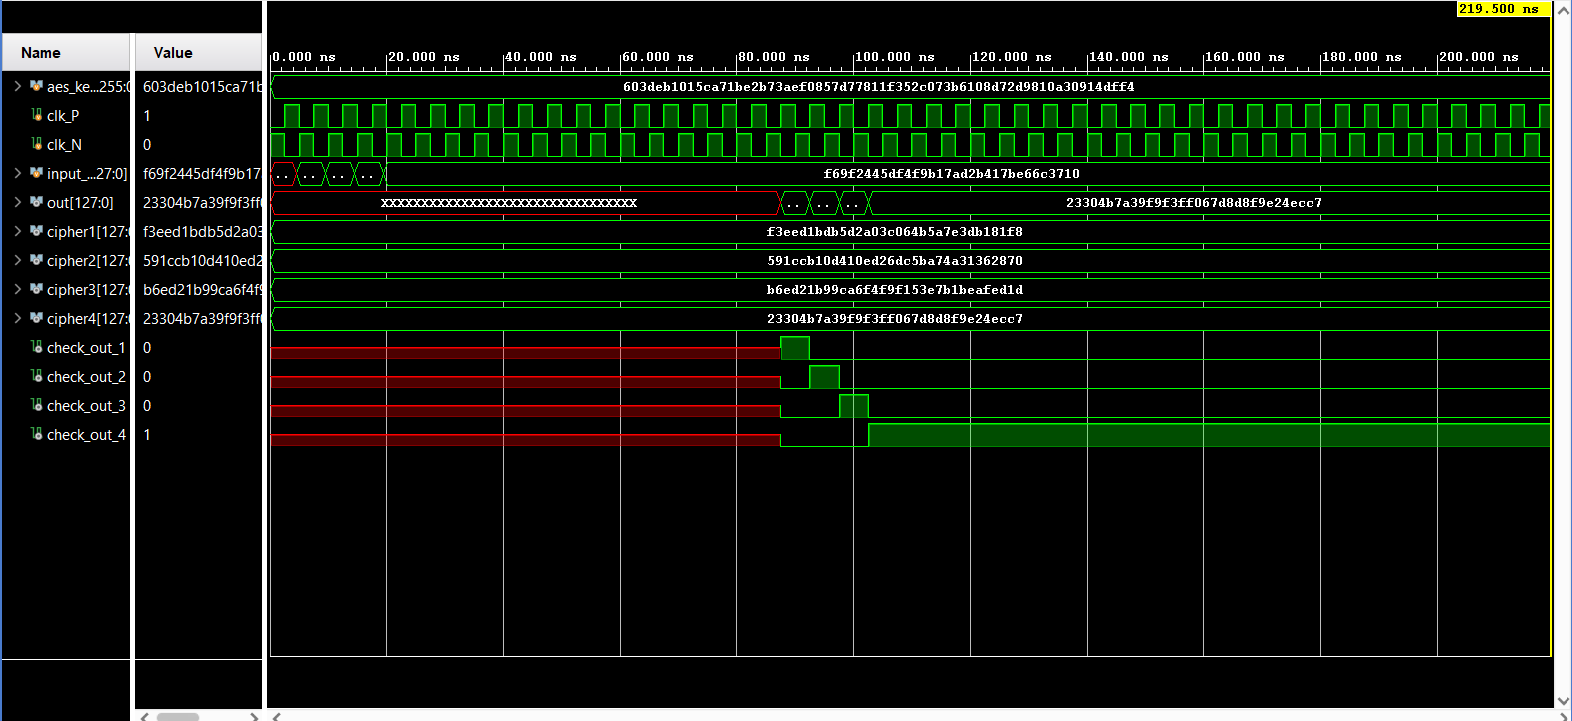 219.500 ns
Name Value
0.000 ns 20.000 ns 40.000 ns 60.000 ns 80.000 ns 100.000 ns 120.000 ns 140.000 ns 160.000 ns 180.000 ns 200.000 ns
aes_ke...255:0 603deb1015ca71b 603deb1015ca71be2b73aef0857d77811f352c073b6108d72d9810a30914dff4
clk_P 1
clk_N 0
input_...27:0] f69f2445df4f9b17 .. .. .. .. f69f2445df4f9b17ad2b417be66c3710
out[127:0] 23304b7a39f9f3ff XXXXXXXXXXXXXXXXXXXXXXXXXXXXXXXX .. .. .. 23304b7a39f9f3ff067d8d8f9e24ecc7
cipher1[127:0 f3eed1bdb5d2a03 f3eed1bdb5d2a03c064b5a7e3db181f8
cipher2[127:0 591ccb10d410ed2 591ccb10d410ed26dc5ba74a31362870
cipher3[127:0 b6ed21b99ca6f4f9 b6ed21b99ca6f4f9f153e7b1beafed1d
cipher4[127:0 23304b7a39f9f3ff0 23304b7a39f9f3ff067d8d8f9e24ecc7
check_out_1 0
check_out_2 0
check_out_3 0
check_out_4 1